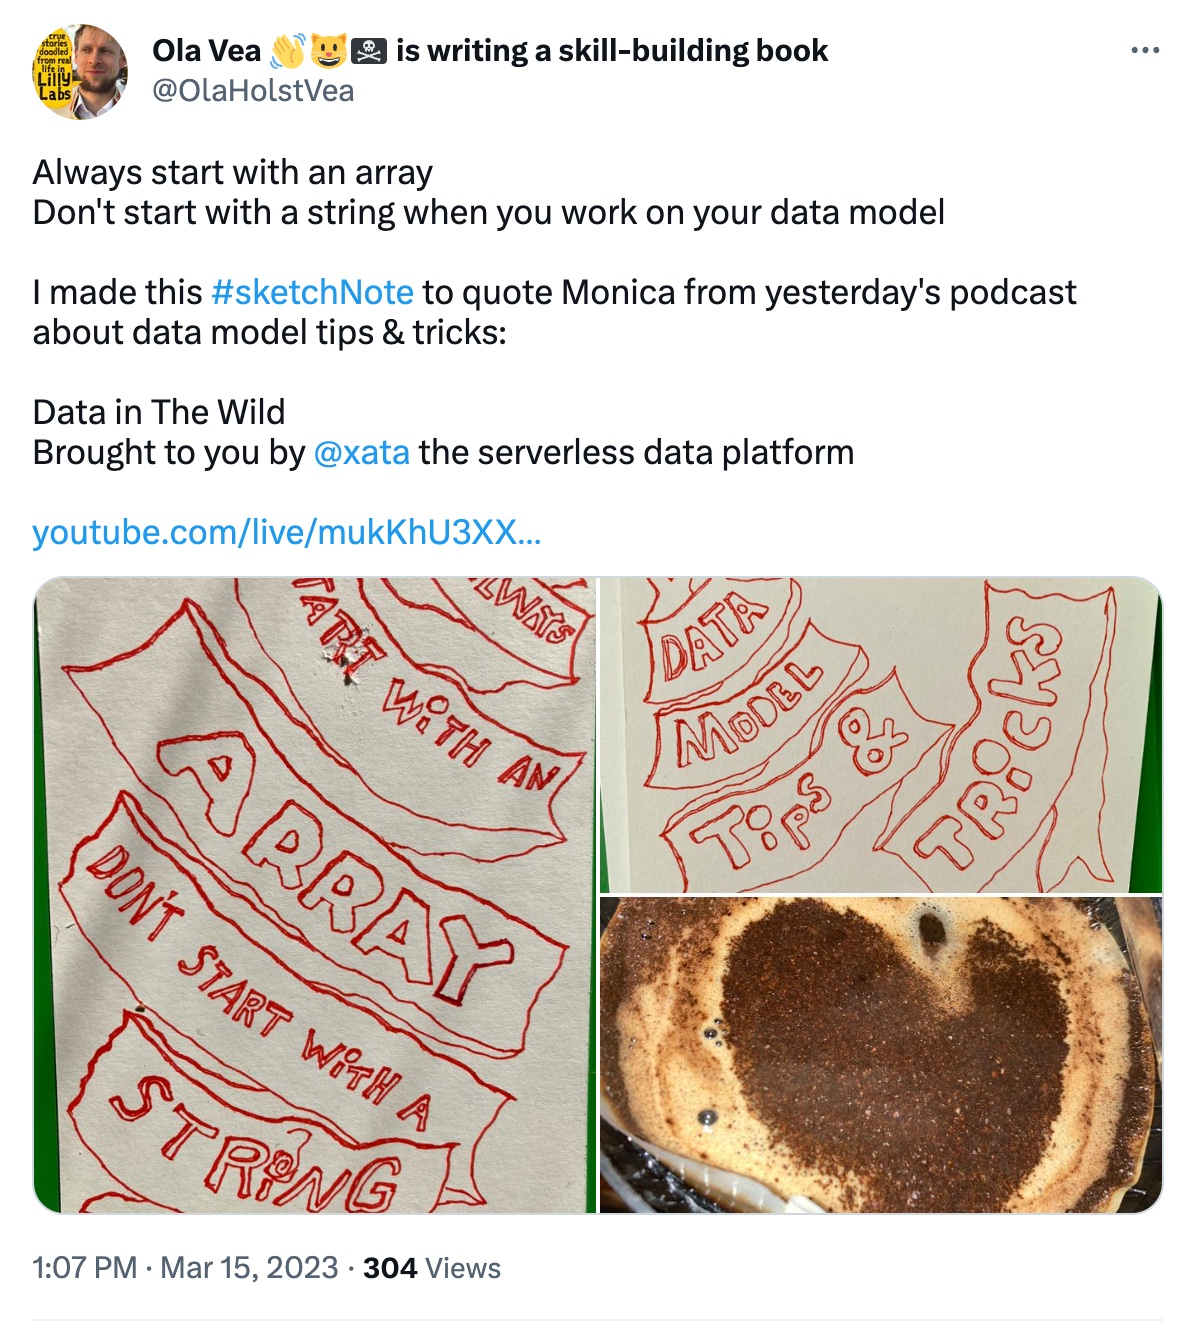 true
stories
doodled
from real
life in
Lilly
Labs
Ola Vea 👋😺🏴‍☠️ is writing a skill-building book
@OlaHolstVea
Always start with an array
Don't start with a string when you work on your data model
I made this #sketchNote to quote Monica from yesterday's podcast
about data model tips & tricks:
Data in The Wild
Brought to you by @xata the serverless data platform
youtube.com/live/mukKhU3XX...
LWAYS
TART WiTH AN
ARRAY
DON'T START WiTH A
STRiNG
DATA
MODEL
TiPS &
TRiCKS
1:07 PM · Mar 15, 2023 · 304 Views